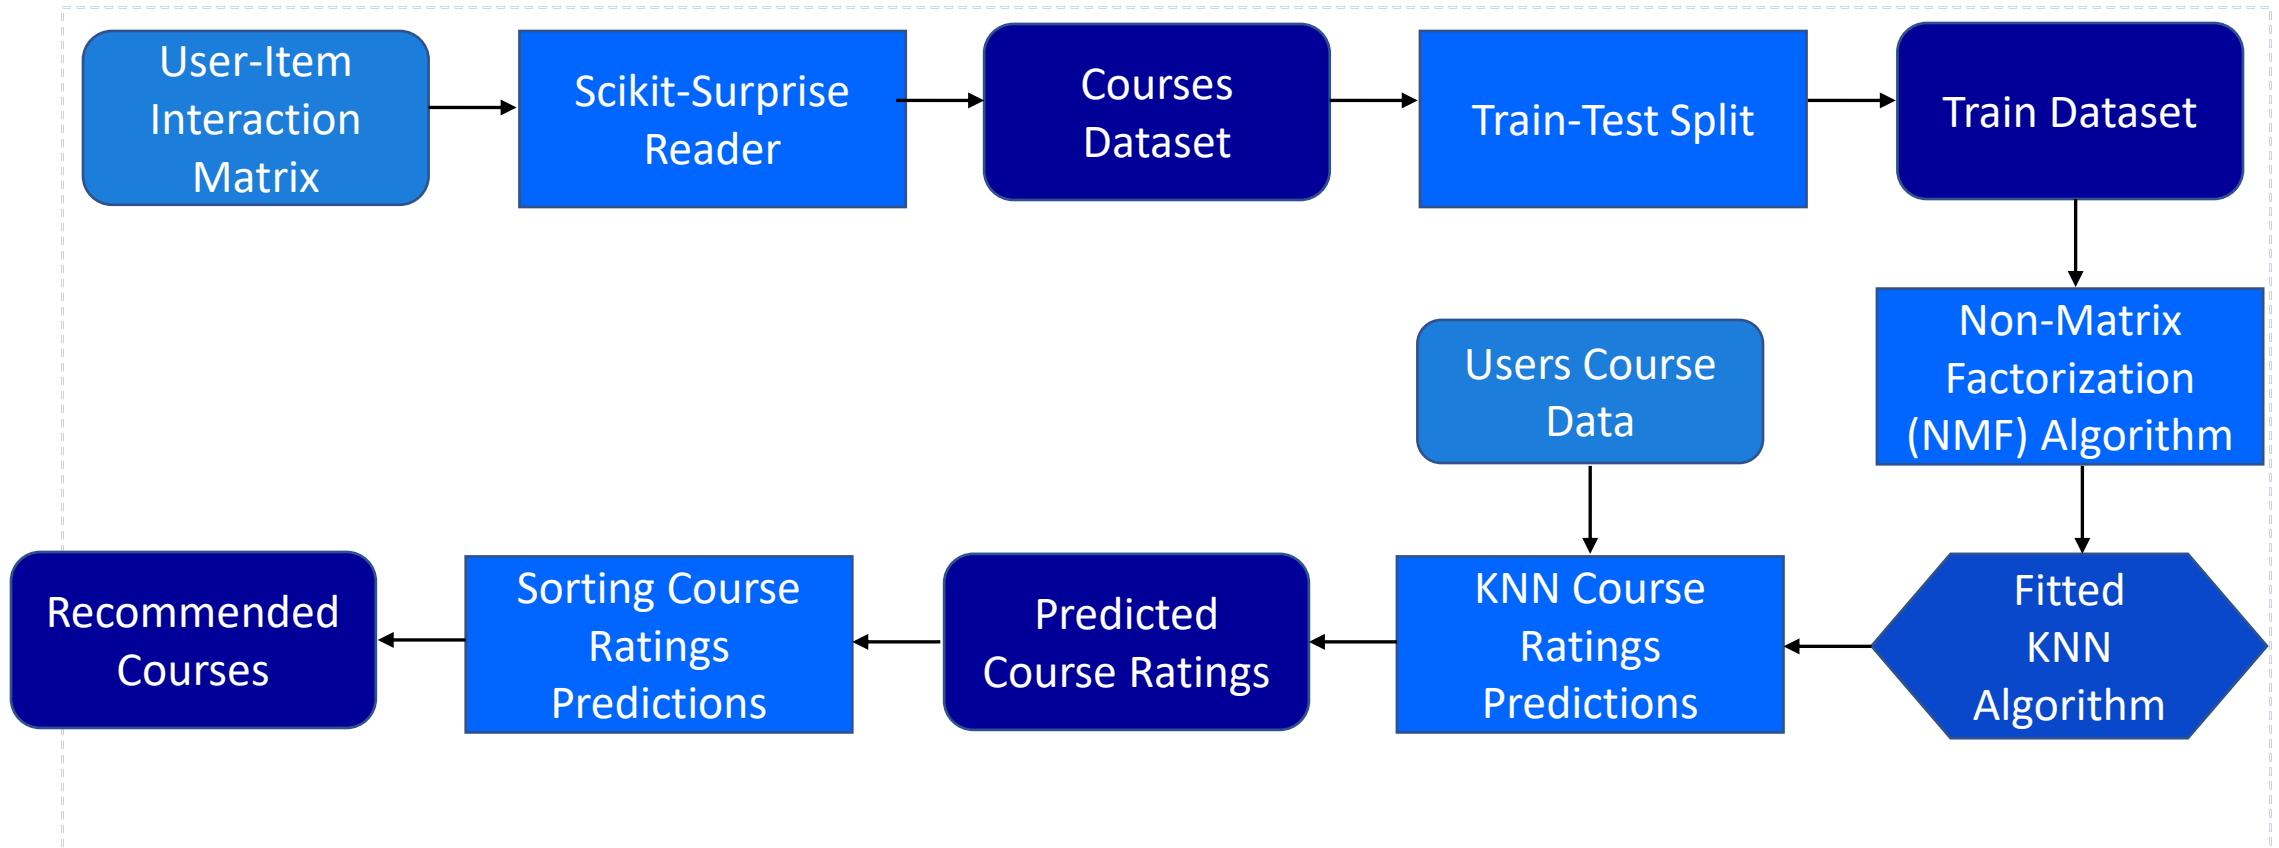 User-Item
Interaction
Matrix
Scikit-Surprise
Reader
Courses
Dataset
Train-Test Split
Train Dataset
Non-Matrix
Factorization
(NMF) Algorithm
Users Course
Data
Fitted
KNN
Algorithm
KNN Course
Ratings
Predictions
Predicted
Course Ratings
Sorting Course
Ratings
Predictions
Recommended
Courses